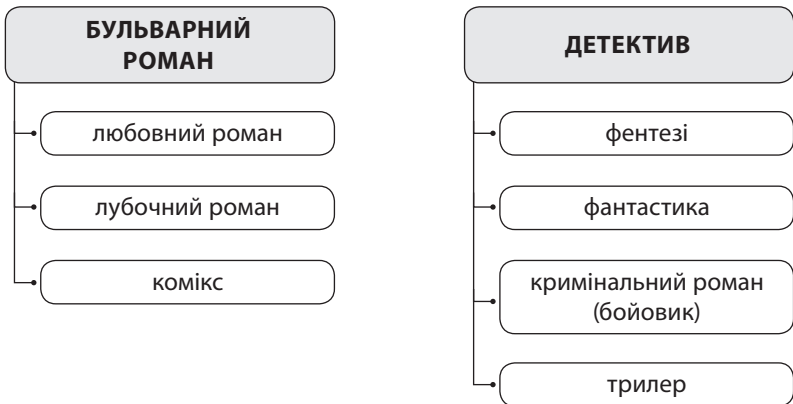 БУЛЬВАРНИЙ
РОМАН
любовний роман
лубочний роман
комікс
ДЕТЕКТИВ
фентезі
фантастика
кримінальний роман
(бойовик)
трилер